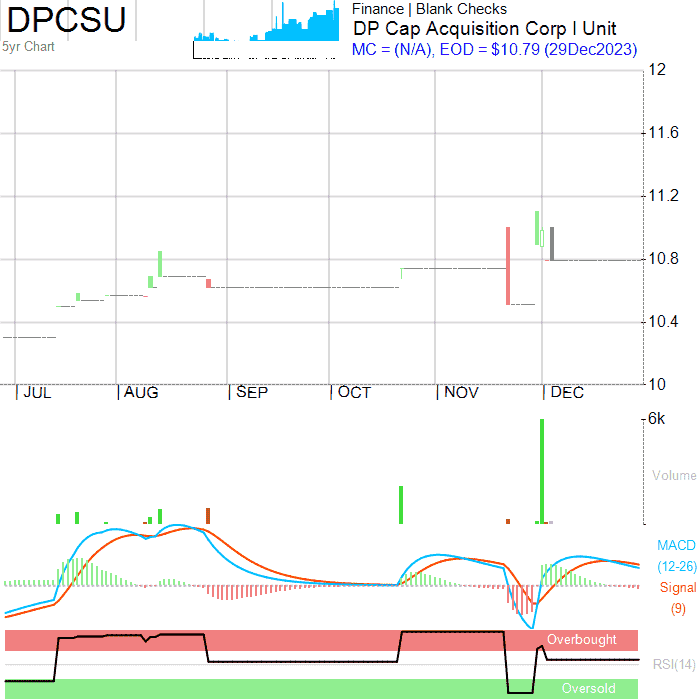 DPCSU
5yr Chart
Finance | Blank Checks
DP Cap Acquisition Corp I Unit
MC = (N/A), EOD = $10.79 (29Dec2023)
12
11.6
11.2
10.8
10.4
10
JUL AUG SEP OCT NOV DEC
6k
Volume
MACD
(12-26)
Signal
(9)
Overbought
RSI(14)
Oversold